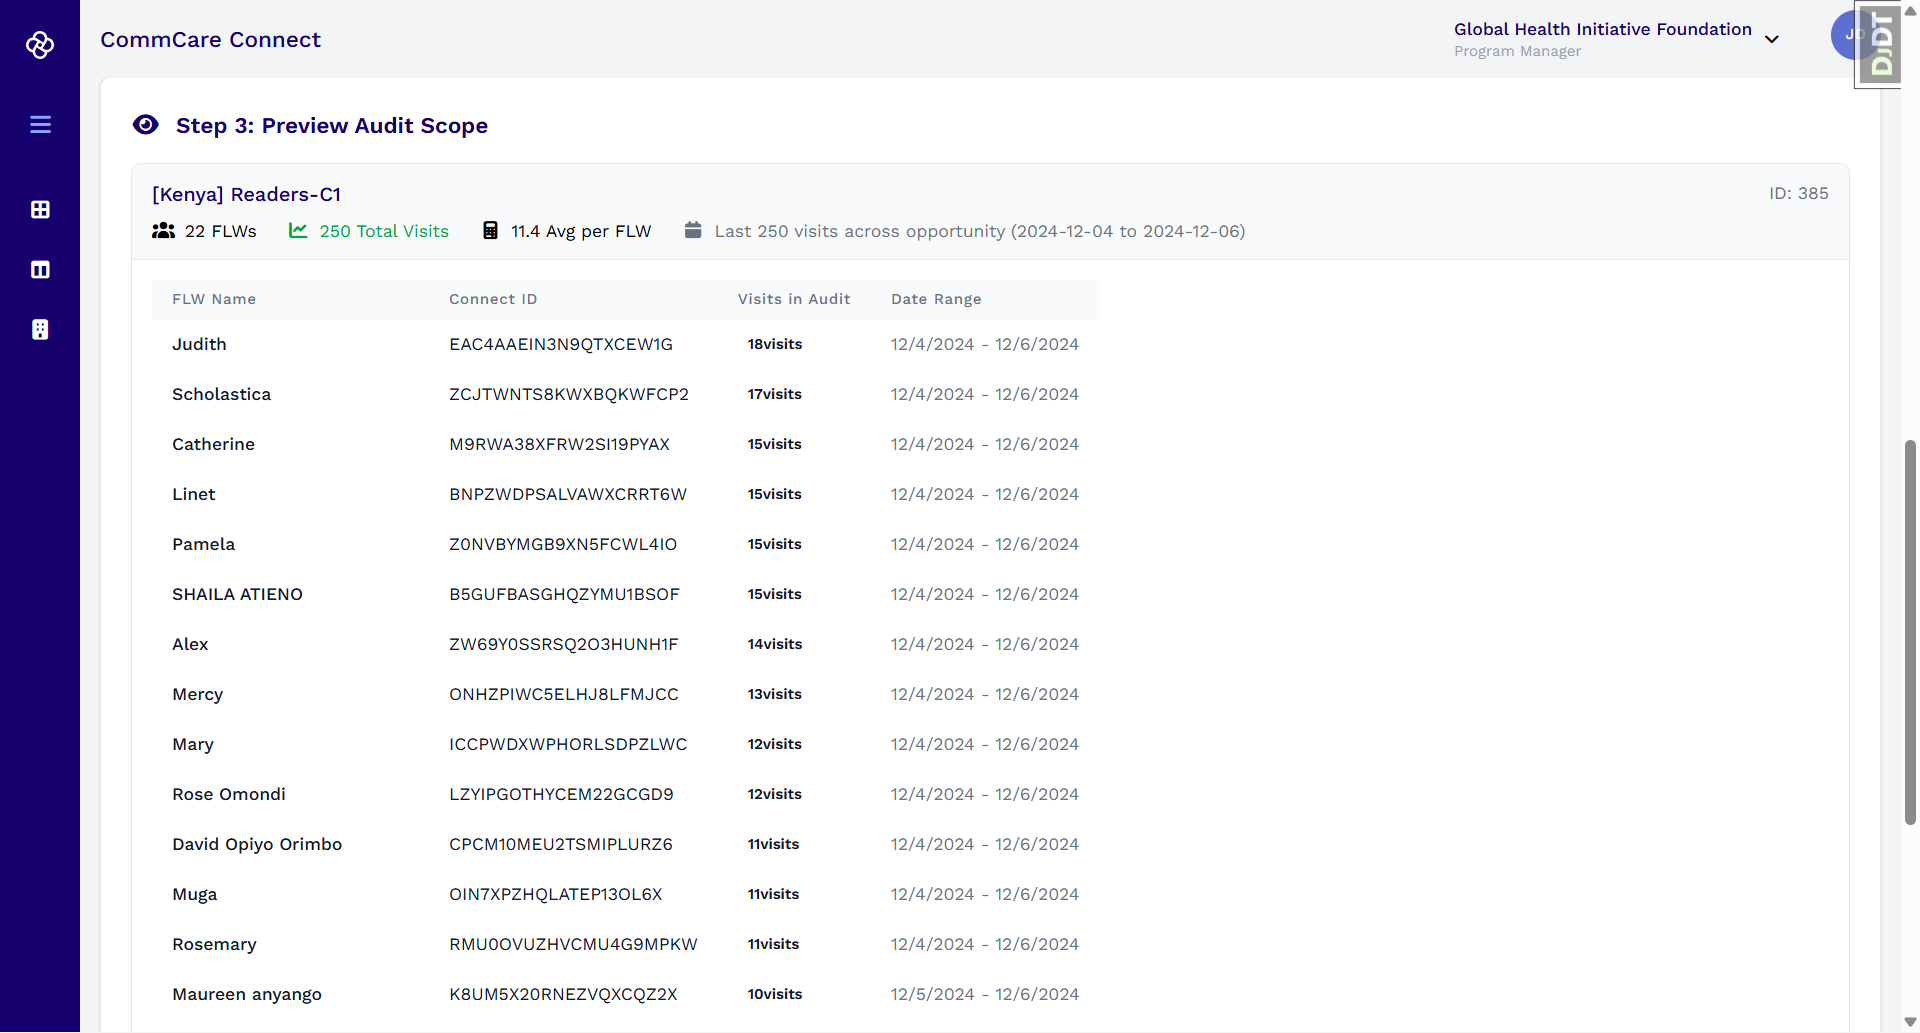 CommCare Connect
Global Health Initiative Foundation
Program Manager
JD
DjDT
Step 3: Preview Audit Scope
[Kenya] Readers-C1
ID: 385
22 FLWs 250 Total Visits 11.4 Avg per FLW Last 250 visits across opportunity (2024-12-04 to 2024-12-06)
FLW Name Connect ID Visits in Audit Date Range
Judith EAC4AAEIN3N9QTXCEW1G 18visits 12/4/2024 - 12/6/2024
Scholastica ZCJTWNTS8KWXBQKWFCP2 17visits 12/4/2024 - 12/6/2024
Catherine M9RWA38XFRW2SI19PYAX 15visits 12/4/2024 - 12/6/2024
Linet BNPZWDPSALVAWXCRRT6W 15visits 12/4/2024 - 12/6/2024
Pamela Z0NVBYMGB9XN5FCWL4IO 15visits 12/4/2024 - 12/6/2024
SHAILA ATIENO B5GUFBASGHQZYMU1BSOF 15visits 12/4/2024 - 12/6/2024
Alex ZW69Y0SSRSQ2O3HUNH1F 14visits 12/4/2024 - 12/6/2024
Mercy ONHZPIWC5ELHJ8LFMJCC 13visits 12/4/2024 - 12/6/2024
Mary ICCPWDXWPHORLSDPZLWC 12visits 12/4/2024 - 12/6/2024
Rose Omondi LZYIPGOTHYCEM22GCGD9 12visits 12/4/2024 - 12/6/2024
David Opiyo Orimbo CPCM10MEU2TSMIPLURZ6 11visits 12/4/2024 - 12/6/2024
Muga OIN7XPZHQLATEP13OL6X 11visits 12/4/2024 - 12/6/2024
Rosemary RMU0OVUZHVCMU4G9MPKW 11visits 12/4/2024 - 12/6/2024
Maureen anyango K8UM5X20RNEZVQXCQZ2X 10visits 12/5/2024 - 12/6/2024